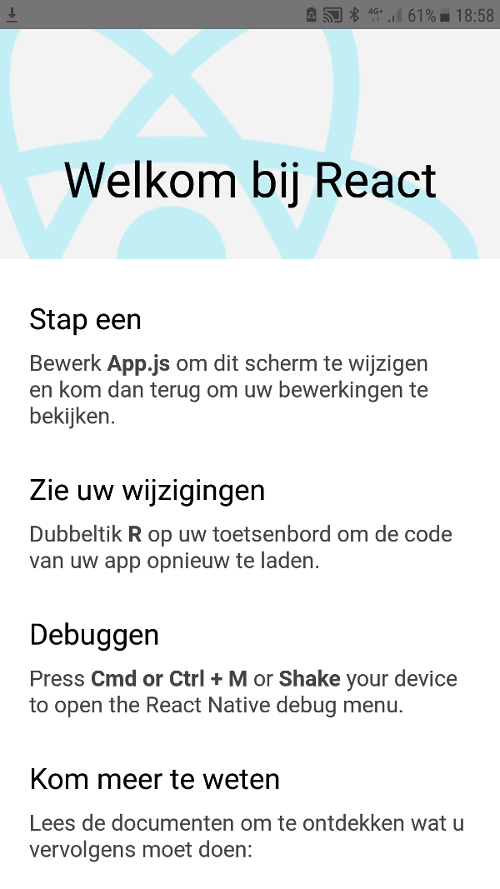 4G+ 61% 18:58
Welkom bij React
Stap een
Bewerk App.js om dit scherm te wijzigen
en kom dan terug om uw bewerkingen te
bekijken.
Zie uw wijzigingen
Dubbeltik R op uw toetsenbord om de code
van uw app opnieuw te laden.
Debuggen
Press Cmd or Ctrl + M or Shake your device
to open the React Native debug menu.
Kom meer te weten
Lees de documenten om te ontdekken wat u
vervolgens moet doen: